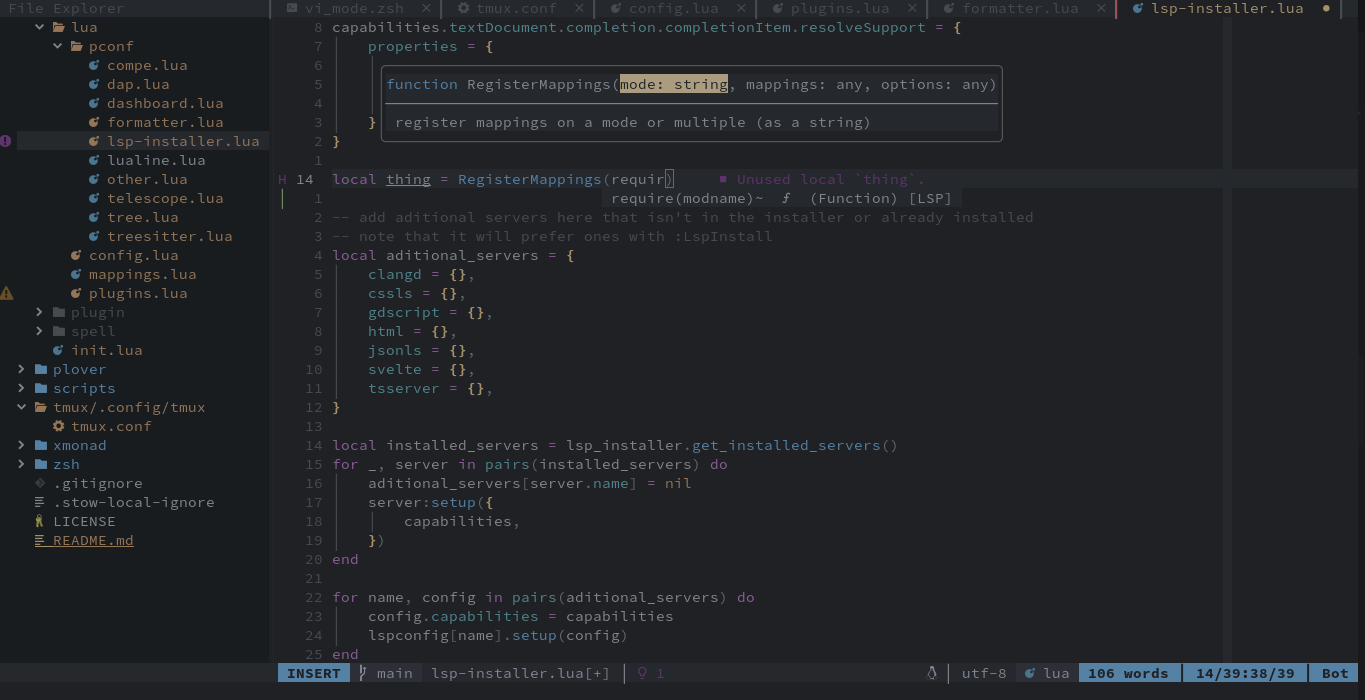 File Explorer
lua
pconf
compe.lua
dap.lua
dashboard.lua
formatter.lua
lsp-installer.lua
lualine.lua
other.lua
telescope.lua
tree.lua
treesitter.lua
config.lua
mappings.lua
plugins.lua
plugin
spell
init.lua
plover
scripts
tmux/.config/tmux
tmux.conf
xmonad
zsh
.gitignore
.stow-local-ignore
LICENSE
README.md
vi_mode.zsh × tmux.conf × config.lua × plugins.lua × formatter.lua × lsp-installer.lua ●
8 capabilities.textDocument.completion.completionItem.resolveSupport = {
7 properties = {
6
5 function RegisterMappings(mode: string, mappings: any, options: any)
4
3 } register mappings on a mode or multiple (as a string)
2 }
1
H 14 local thing = RegisterMappings(requir) ■ Unused local `thing`.
1 require(modname)~ ƒ (Function) [LSP]
2 -- add aditional servers here that isn't in the installer or already installed
3 -- note that it will prefer ones with :LspInstall
4 local aditional_servers = {
5 clangd = {},
6 cssls = {},
7 gdscript = {},
8 html = {},
9 jsonls = {},
10 svelte = {},
11 tsserver = {},
12 }
13
14 local installed_servers = lsp_installer.get_installed_servers()
15 for _, server in pairs(installed_servers) do
16 aditional_servers[server.name] = nil
17 server:setup({
18 capabilities,
19 })
20 end
21
22 for name, config in pairs(aditional_servers) do
23 config.capabilities = capabilities
24 lspconfig[name].setup(config)
25 end
INSERT main lsp-installer.lua[+] 1 utf-8 lua 106 words 14/39:38/39 Bot